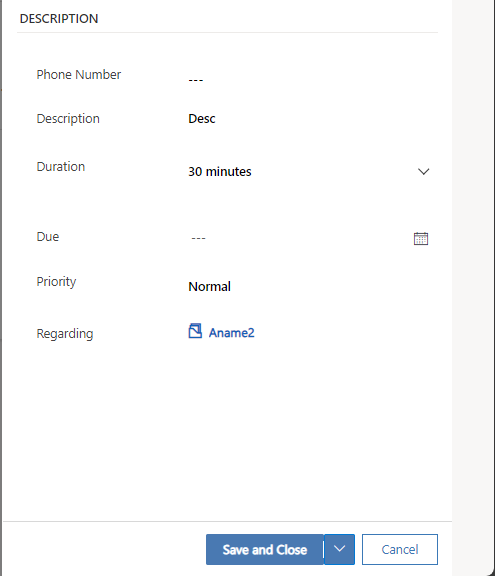 DESCRIPTION
Phone Number ---
Description Desc
Duration 30 minutes
Due ---
Priority Normal
Regarding Aname2
Save and Close Cancel